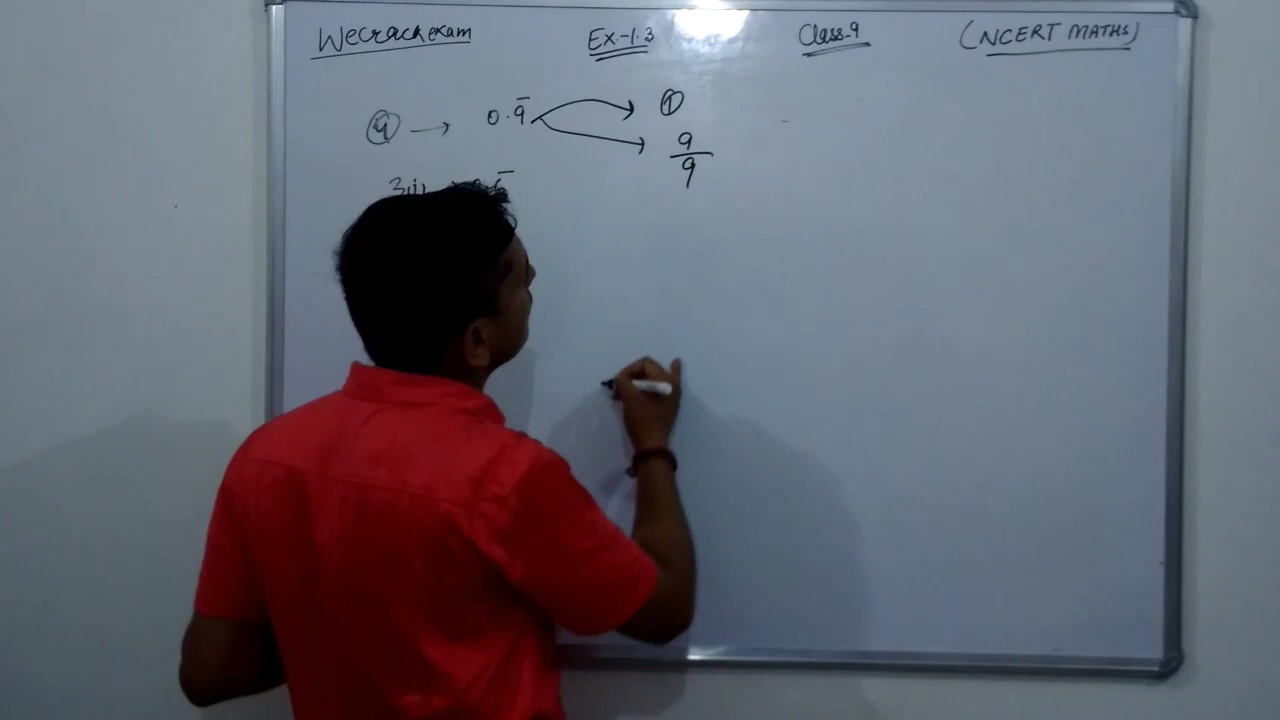 Wecrackexam Ex.-1.3 Class-9 (NCERT MATHS)
④ → 0.9̅ ①
9/9